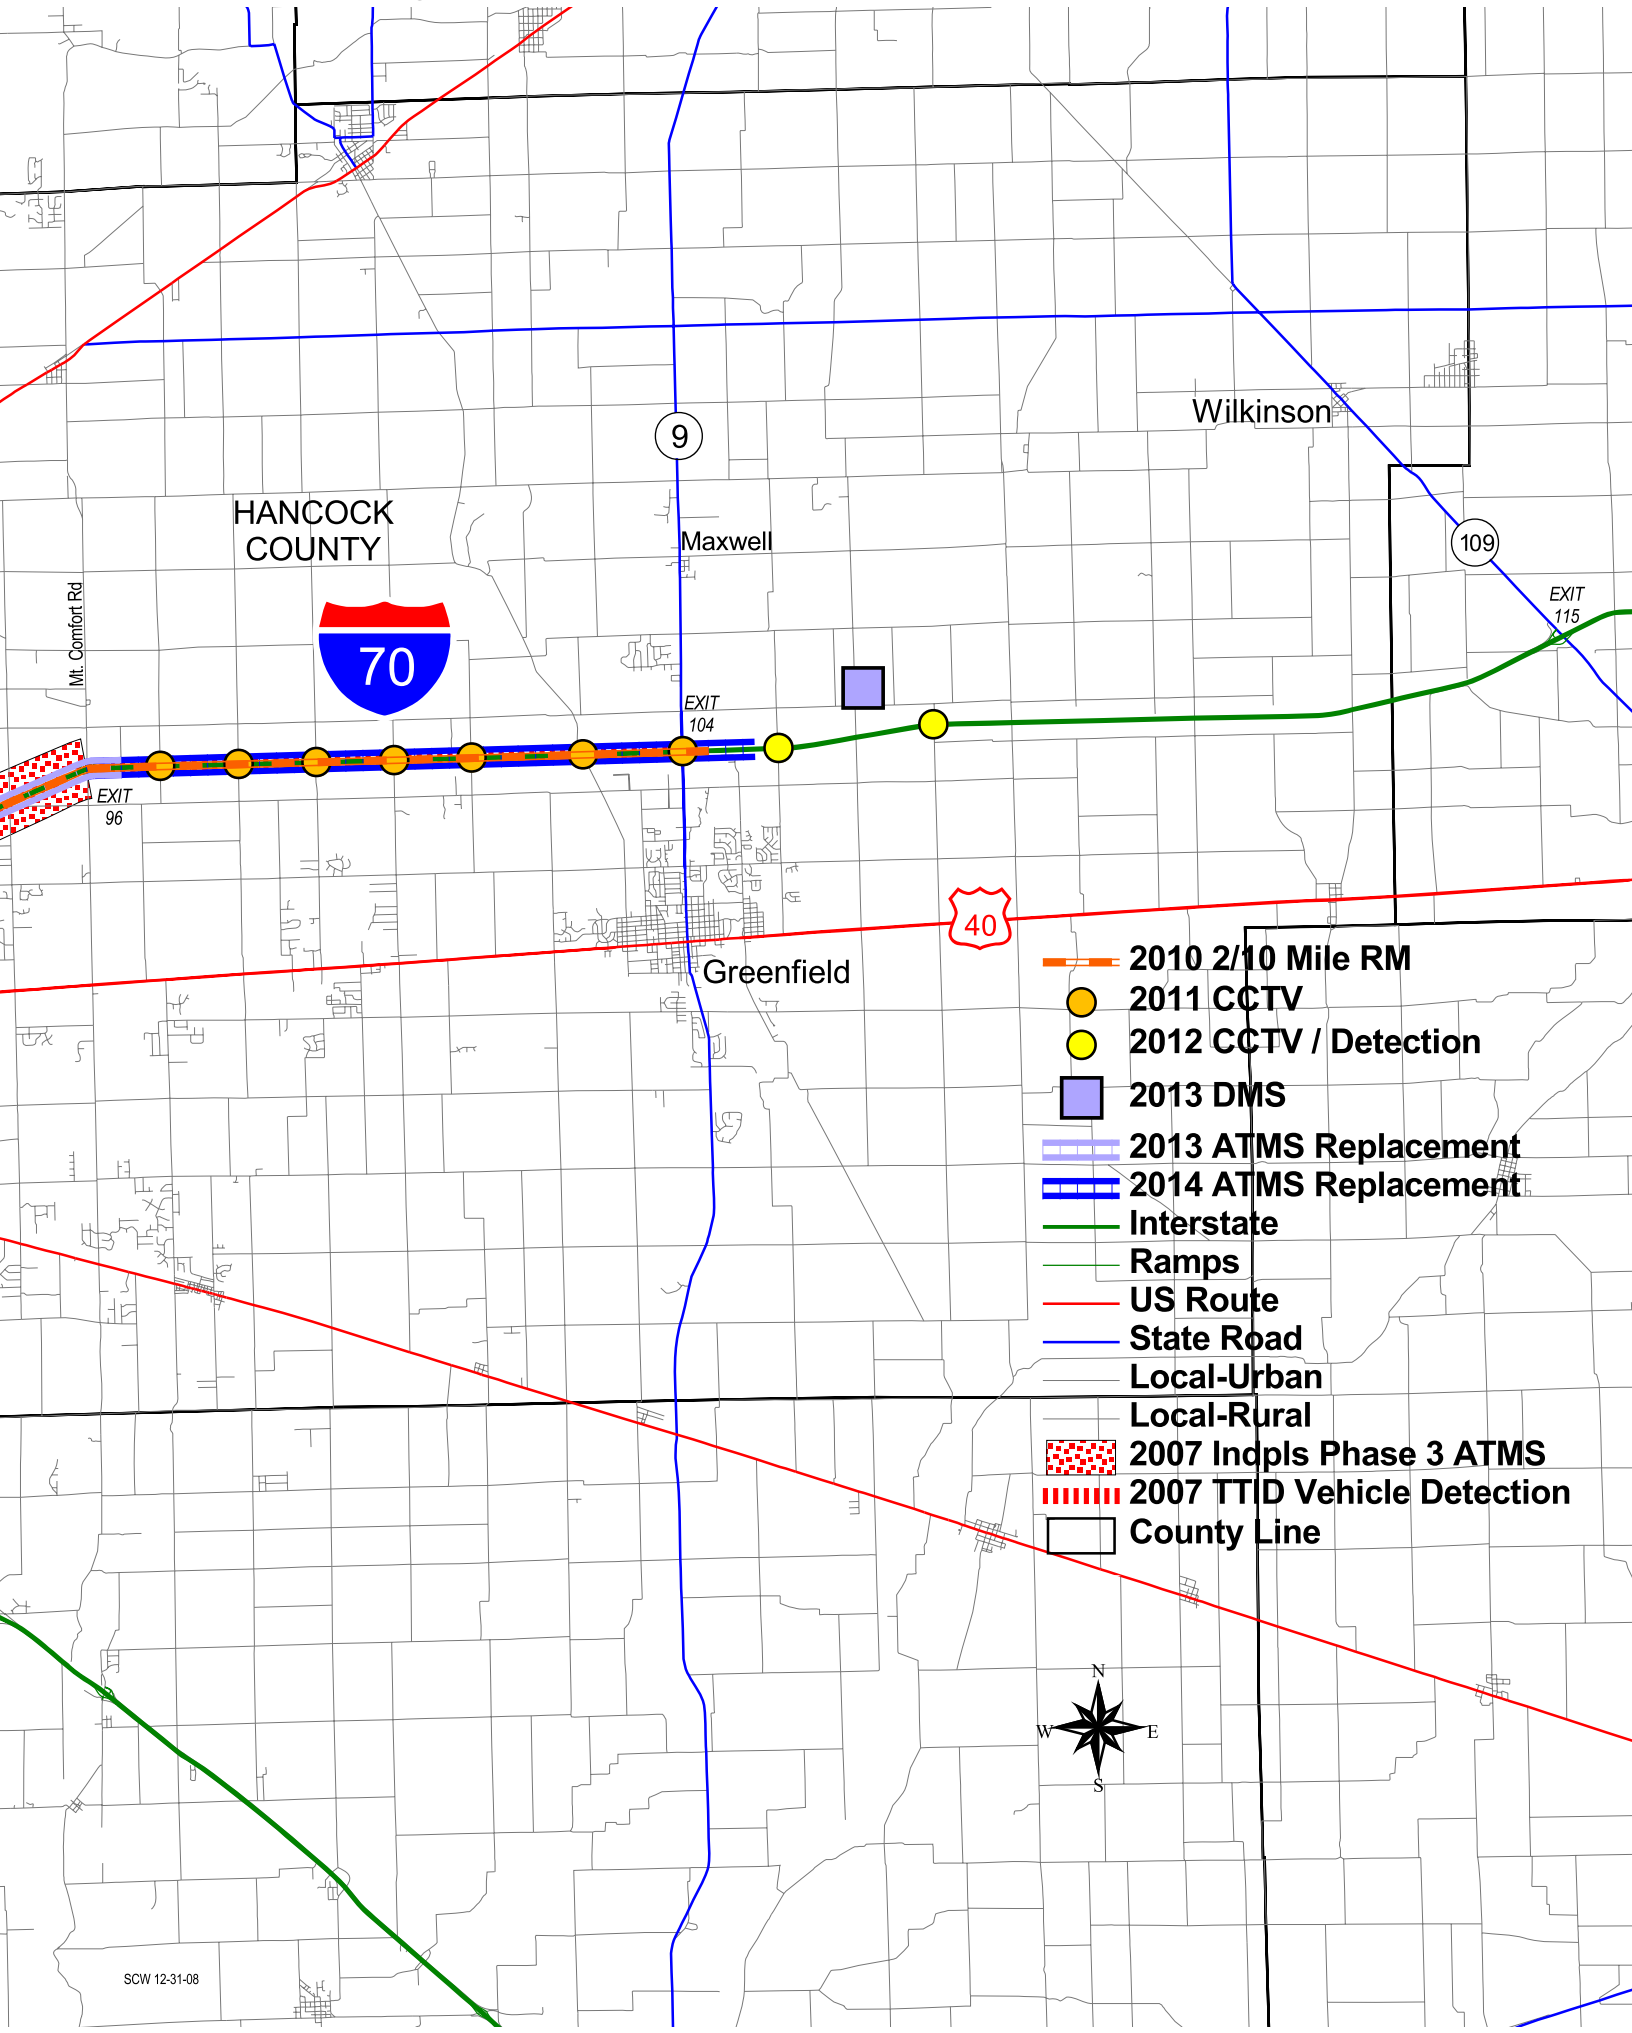 Wilkinson
9
HANCOCK
COUNTY
Maxwell
109
Mt. Comfort Rd
EXIT
115
70
EXIT
104
EXIT
96
40
Greenfield
2010 2/10 Mile RM
2011 CCTV
2012 CCTV / Detection
2013 DMS
2013 ATMS Replacement
2014 ATMS Replacement
Interstate
Ramps
US Route
State Road
Local-Urban
Local-Rural
2007 Indpls Phase 3 ATMS
2007 TTID Vehicle Detection
County Line
N
W
E
S
SCW 12-31-08